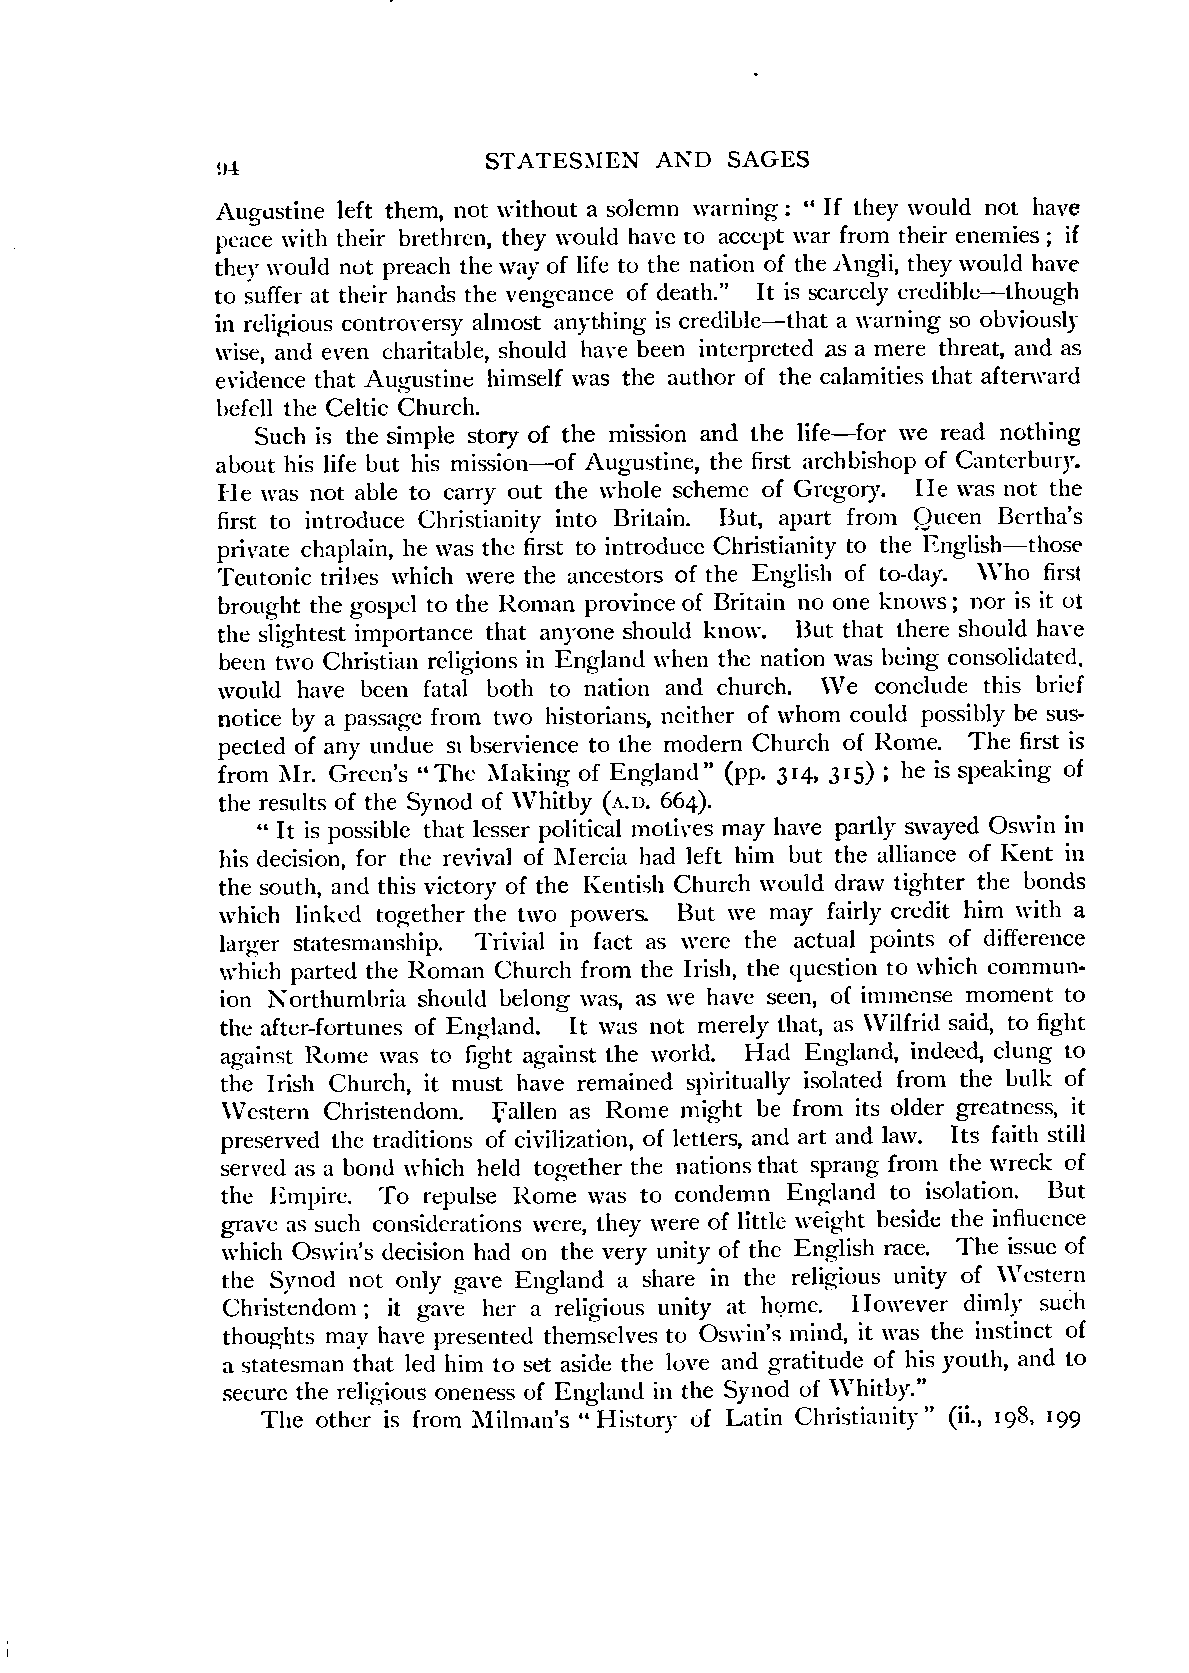 94 STATESMEN AND SAGES
Augustine left them, not without a solemn warning: “ If they would not have
peace with their brethren, they would have to accept war from their enemies ; if
they would not preach the way of life to the nation of the Angli, they would have
to suffer at their hands the vengeance of death.” It is scarcely credible—though
in religious controversy almost anything is credible—that a warning so obviously
wise, and even charitable, should have been interpreted as a mere threat, and as
evidence that Augustine himself was the author of the calamities that afterward
befell the Celtic Church.
Such is the simple story of the mission and the life—for we read nothing
about his life but his mission—of Augustine, the first archbishop of Canterbury.
He was not able to carry out the whole scheme of Gregory. He was not the
first to introduce Christianity into Britain. But, apart from Queen Bertha's
private chaplain, he was the first to introduce Christianity to the English—those
Teutonic tribes which were the ancestors of the English of to-day. Who first
brought the gospel to the Roman province of Britain no one knows; nor is it of
the slightest importance that anyone should know. But that there should have
been two Christian religions in England when the nation was being consolidated,
would have been fatal both to nation and church. We conclude this brief
notice by a passage from two historians, neither of whom could possibly be sus-
pected of any undue subservience to the modern Church of Rome. The first is
from Mr. Green's “The Making of England” (pp. 314, 315) ; he is speaking of
the results of the Synod of Whitby (A.D. 664).
“ It is possible that lesser political motives may have partly swayed Oswin in
his decision, for the revival of Mercia had left him but the alliance of Kent in
the south, and this victory of the Kentish Church would draw tighter the bonds
which linked together the two powers. But we may fairly credit him with a
larger statesmanship. Trivial in fact as were the actual points of difference
which parted the Roman Church from the Irish, the question to which commun-
ion Northumbria should belong was, as we have seen, of immense moment to
the after-fortunes of England. It was not merely that, as Wilfrid said, to fight
against Rome was to fight against the world. Had England, indeed, clung to
the Irish Church, it must have remained spiritually isolated from the bulk of
Western Christendom. Fallen as Rome might be from its older greatness, it
preserved the traditions of civilization, of letters, and art and law. Its faith still
served as a bond which held together the nations that sprang from the wreck of
the Empire. To repulse Rome was to condemn England to isolation. But
grave as such considerations were, they were of little weight beside the influence
which Oswin's decision had on the very unity of the English race. The issue of
the Synod not only gave England a share in the religious unity of Western
Christendom ; it gave her a religious unity at home. However dimly such
thoughts may have presented themselves to Oswin's mind, it was the instinct of
a statesman that led him to set aside the love and gratitude of his youth, and to
secure the religious oneness of England in the Synod of Whitby.”
The other is from Milman's “ History of Latin Christianity ” (ii., 198, 199